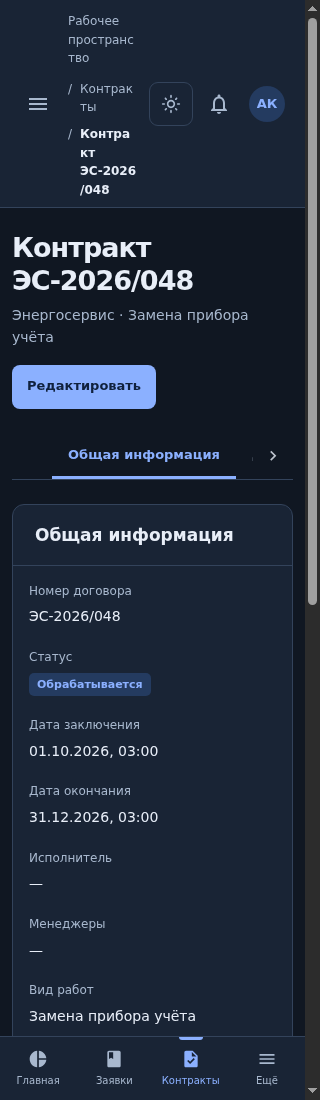 Рабочее
пространс
тво
/ Контрак
ты
/ Контра
кт
ЭС-2026
/048
АК
Контракт
ЭС-2026/048
Энергосервис · Замена прибора
учёта
Редактировать
Общая информация
Общая информация
Номер договора
ЭС-2026/048
Статус
Обрабатывается
Дата заключения
01.10.2026, 03:00
Дата окончания
31.12.2026, 03:00
Исполнитель
—
Менеджеры
—
Вид работ
Замена прибора учёта
Главная
Заявки
Контракты
Ещё